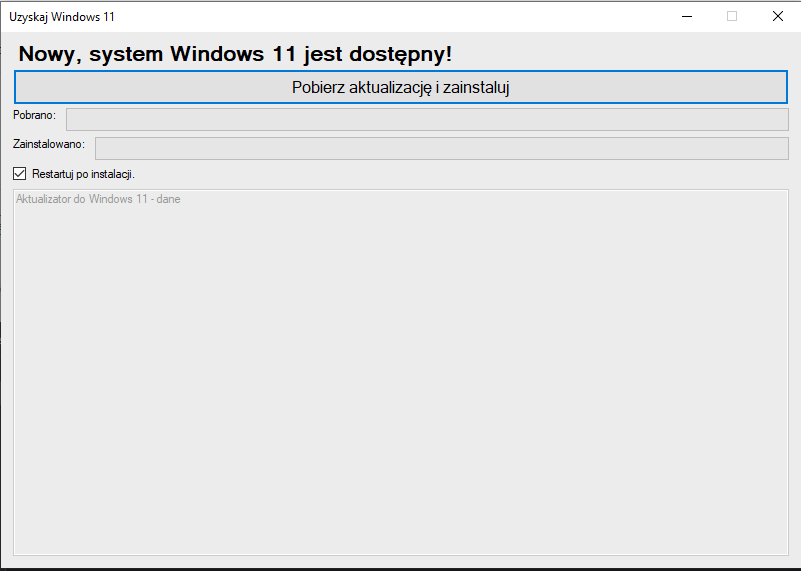 Uzyskaj Windows 11
Nowy, system Windows 11 jest dostępny!
Pobierz aktualizację i zainstaluj
Pobrano:
Zainstalowano:
Restartuj po instalacji.
Aktualizator do Windows 11 - dane